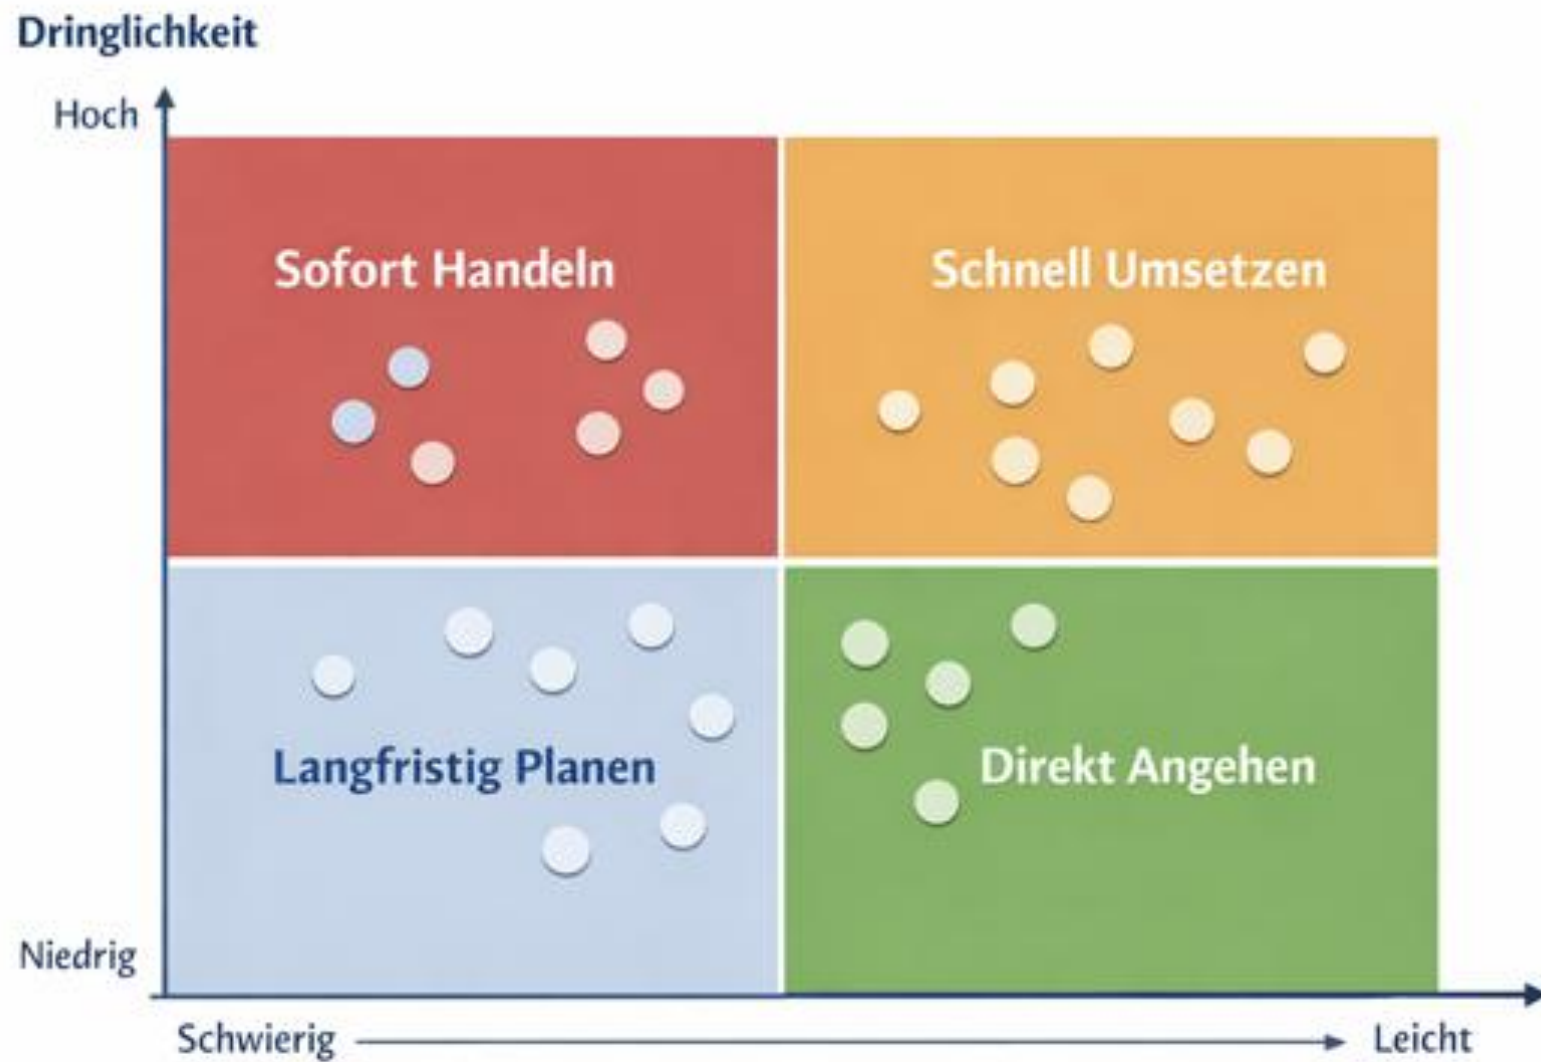 Dringlichkeit
Hoch
Sofort Handeln
Schnell Umsetzen
Langfristig Planen
Direkt Angehen
Niedrig
Schwierig
Leicht